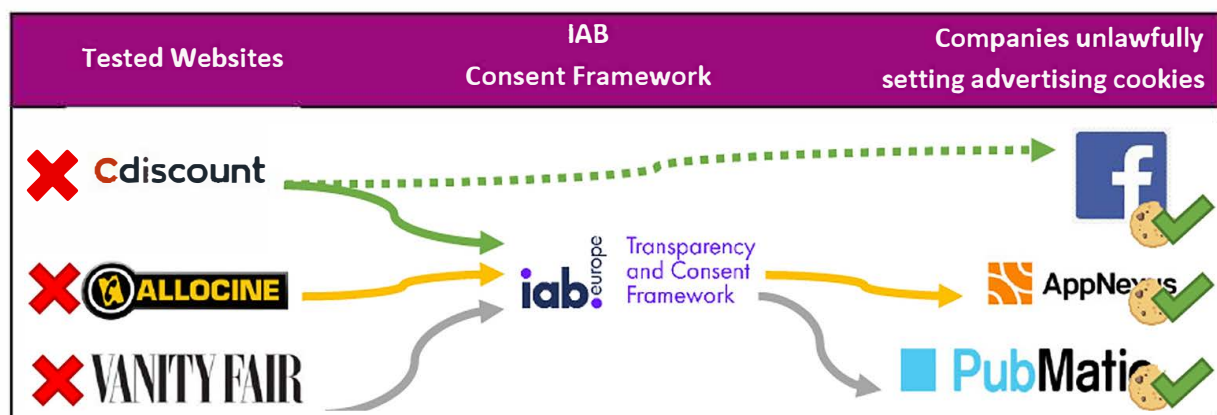 Tested Websites
IAB
Consent Framework
Companies unlawfully
setting advertising cookies
Cdiscount
f
ALLOCINE
iab.
europe
Transparency
and Consent
Framework
AppNexus
VANITY FAIR
PubMatic